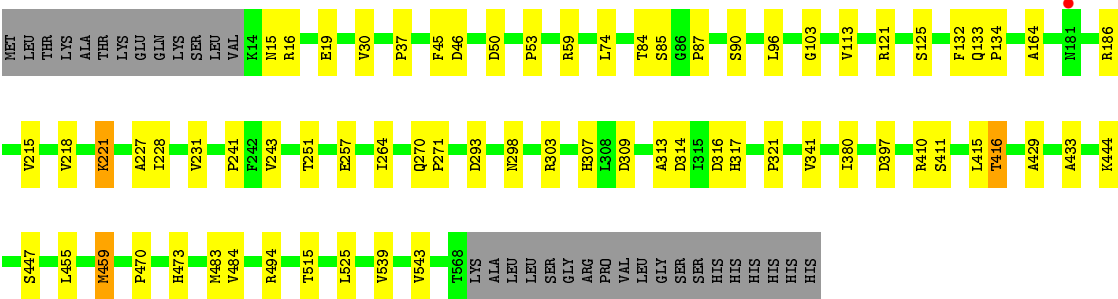 MET LEU THR LYS ALA THR LYS GLU GLN LYS SER LEU VAL K14 N15 R16 E19 V30 P37 F45 D46 D50 P53 R59 L74 T84 S85 G86 P87 S90 L96 G103 V113 R121 S125 F132 Q133 P134 A164 N181 R186
V215 V218 K221 A227 I228 V231 P241 F242 V243 T251 E257 I264 Q270 P271 D293 N298 R303 H307 L308 D309 A313 D314 I315 D316 H317 P321 V341 I380 D397 R410 S411 L415 T416 A429 A433 K444
S447 L455 M459 P470 H473 M483 V484 R494 T515 L525 V539 V543 T568 LYS ALA LEU LEU SER GLY ARG PRO VAL LEU GLY SER SER HIS HIS HIS HIS HIS HIS